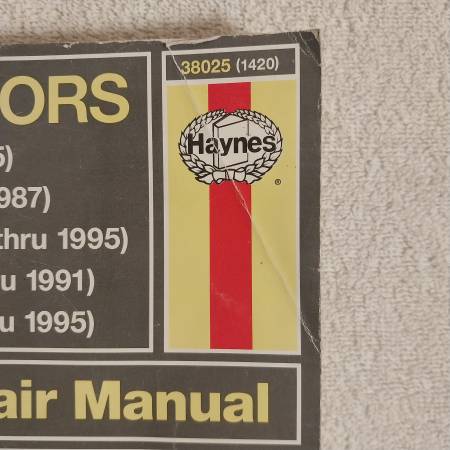 38025 (1420)
ORS
Haynes
®
5)
987)
thru 1995)
u 1991)
u 1995)
air Manual